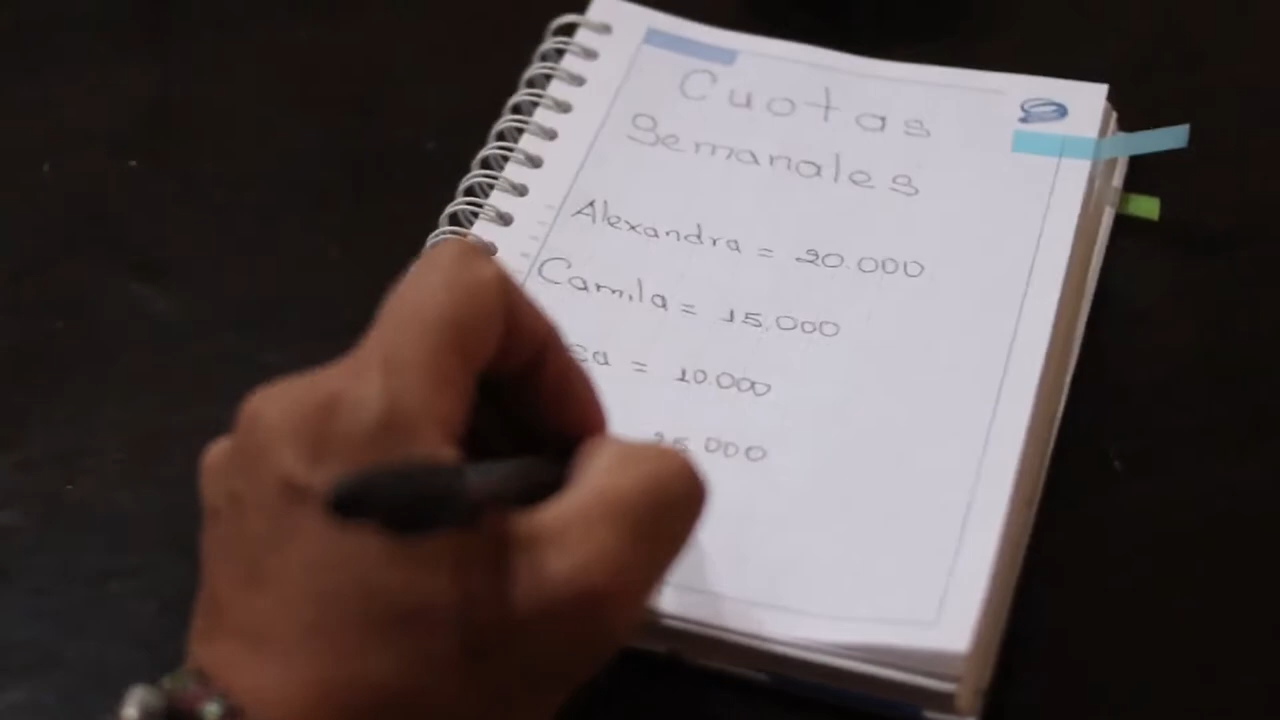 Cuotas
Semanales
Alexandra = 20.000
Camila = 15.000
= 10.000